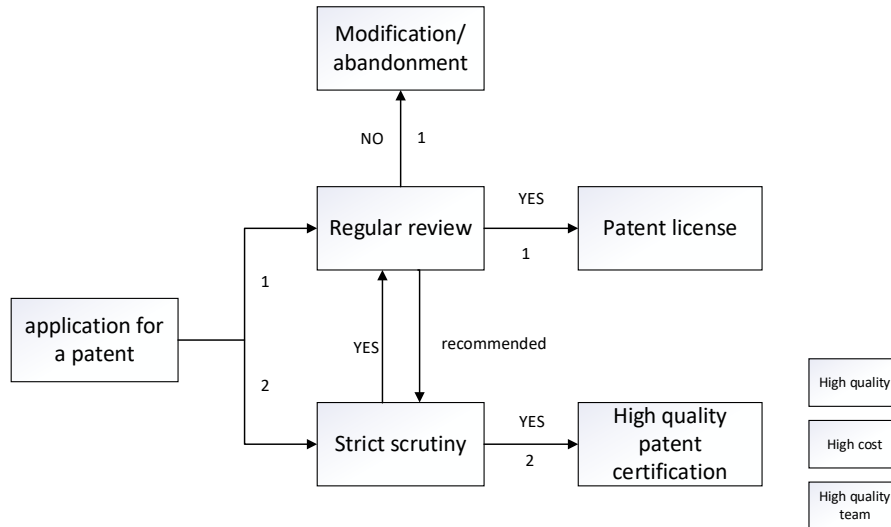 Modification/
abandonment
NO
1
Regular review
YES
1
Patent license
1
application for
a patent
YES
recommended
2
Strict scrutiny
YES
2
High quality
patent
certification
High quality
High cost
High quality
team